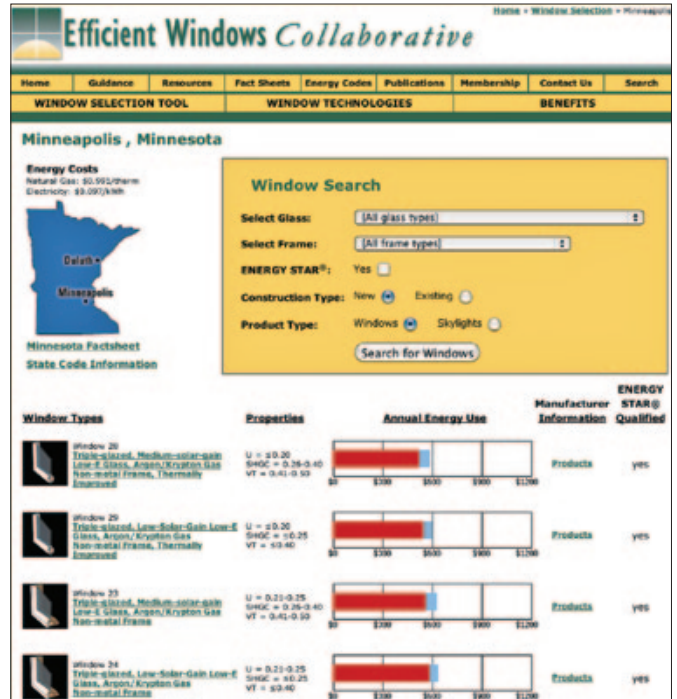 Home • Window Selection • Minneapolis
Efficient Windows Collaborative
Home Guidance Resources Fact Sheets Energy Codes Publications Membership Contact Us Search
WINDOW SELECTION TOOL WINDOW TECHNOLOGIES BENEFITS
Minneapolis , Minnesota
Energy Costs
Natural Gas: $0.991/therm
Electricity: $0.097/kWh
Duluth
Minneapolis
Minnesota Factsheet
State Code Information
Window Search
Select Glass: [All glass types]
Select Frame: [All frame types]
ENERGY STAR®: Yes
Construction Type: New Existing
Product Type: Windows Skylights
Search for Windows
Window Types Properties Annual Energy Use Manufacturer Information ENERGY STAR® Qualified
Window 28
Triple-glazed, Medium-solar-gain
Low-E Glass, Argon/Krypton Gas
Non-metal Frame, Thermally
Improved
U = ≤0.20
SHGC = 0.26-0.40
VT = 0.41-0.50
$0 $300 $600 $900 $1200
Products
yes
Window 29
Triple-glazed, Low-Solar-Gain Low-E
Glass, Argon/Krypton Gas
Non-metal Frame, Thermally
Improved
U = ≤0.20
SHGC = ≤0.25
VT = ≤0.40
$0 $300 $600 $900 $1200
Products
yes
Window 23
Triple-glazed, Medium-solar-gain
Low-E Glass, Argon/Krypton Gas
Non-metal Frame
U = 0.21-0.25
SHGC = 0.26-0.40
VT = 0.41-0.50
$0 $300 $600 $900 $1200
Products
yes
Window 24
Triple-glazed, Low-Solar-Gain Low-E
Glass, Argon/Krypton Gas
Non-metal Frame
U = 0.21-0.25
SHGC = ≤0.25
VT = ≤0.40
$0 $300 $600 $900 $1200
Products
yes